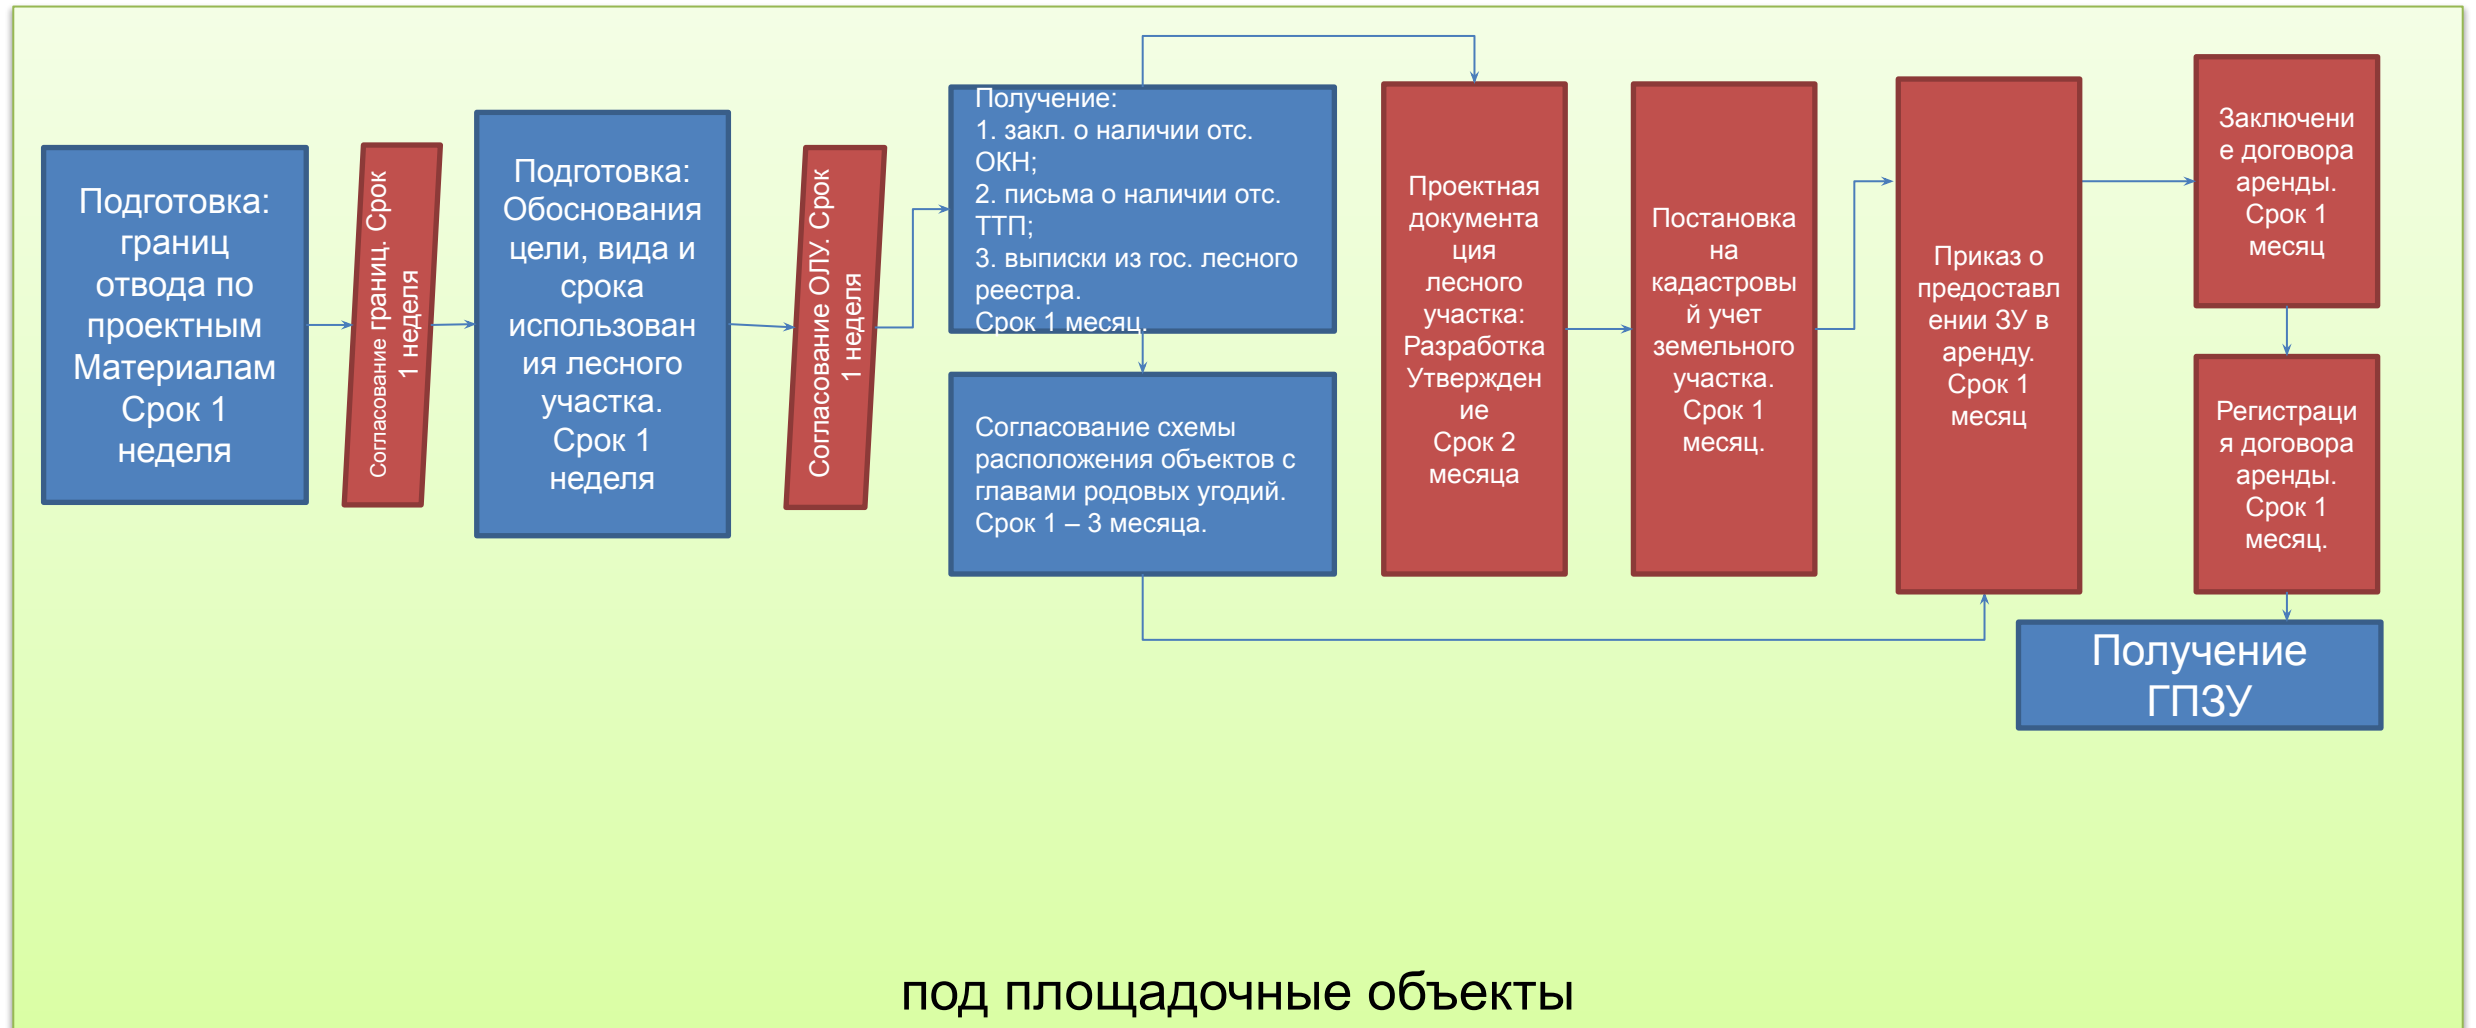 Подготовка:
границ
отвода по
проектным
Материалам
Срок 1
неделя
Согласование границ. Срок
1 неделя
Подготовка:
Обоснования
цели, вида и
срока
использован
ия лесного
участка.
Срок 1
неделя
Согласование ОЛУ. Срок
1 неделя
Получение:
1. закл. о наличии отс.
ОКН;
2. письма о наличии отс.
ТТП;
3. выписки из гос. лесного
реестра.
Срок 1 месяц.
Согласование схемы
расположения объектов с
главами родовых угодий.
Срок 1 – 3 месяца.
Проектная
документа
ция
лесного
участка:
Разработка
Утвержден
ие
Срок 2
месяца
Постановка
на
кадастровы
й учет
земельного
участка.
Срок 1
месяц.
Приказ о
предоставл
ении ЗУ в
аренду.
Срок 1
месяц
Заключени
е договора
аренды.
Срок 1
месяц
Регистраци
я договора
аренды.
Срок 1
месяц.
Получение
ГПЗУ
под площадочные объекты